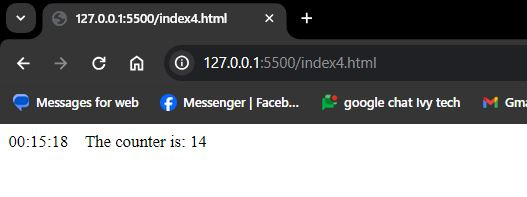 127.0.0.1:5500/index4.html
127.0.0.1:5500/index4.html
Messages for web Messenger | Faceb... google chat Ivy tech Gma
00:15:18 The counter is: 14